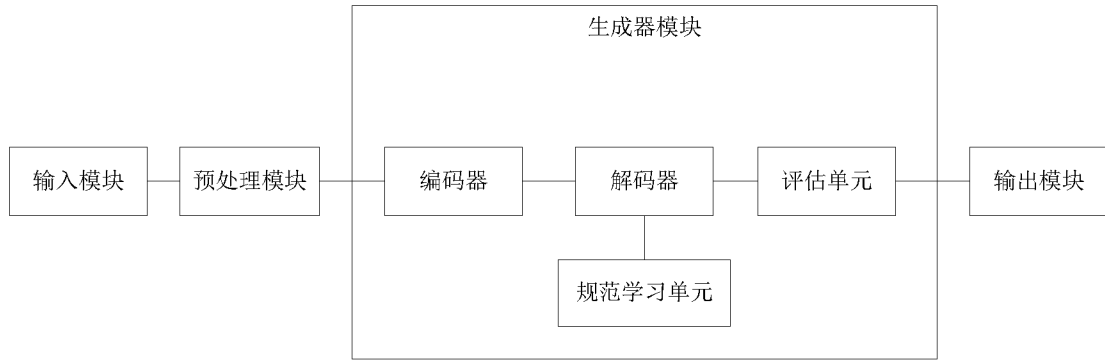 生成器模块
输入模块
预处理模块
编码器
解码器
评估单元
输出模块
规范学习单元